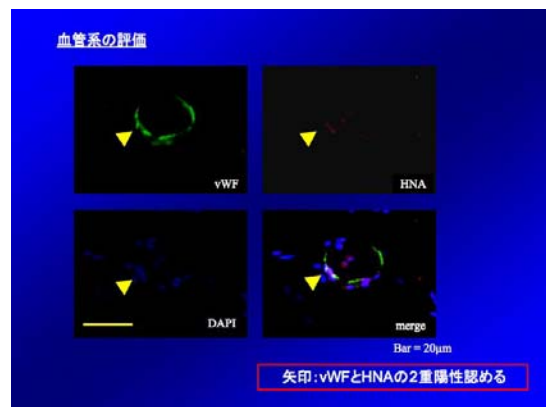 血管系の評価
vWF
HNA
DAPI
merge
Bar = 20μm
矢印:vWFとHNAの2重陽性認める